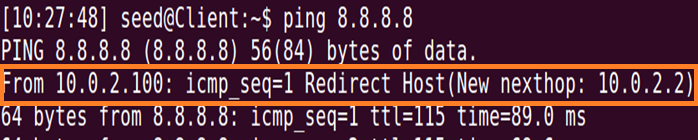 [10:27:48] seed@Client:~$ ping 8.8.8.8
PING 8.8.8.8 (8.8.8.8) 56(84) bytes of data.
From 10.0.2.100: icmp_seq=1 Redirect Host(New nexthop: 10.0.2.2)
64 bytes from 8.8.8.8: icmp_seq=1 ttl=115 time=89.0 ms